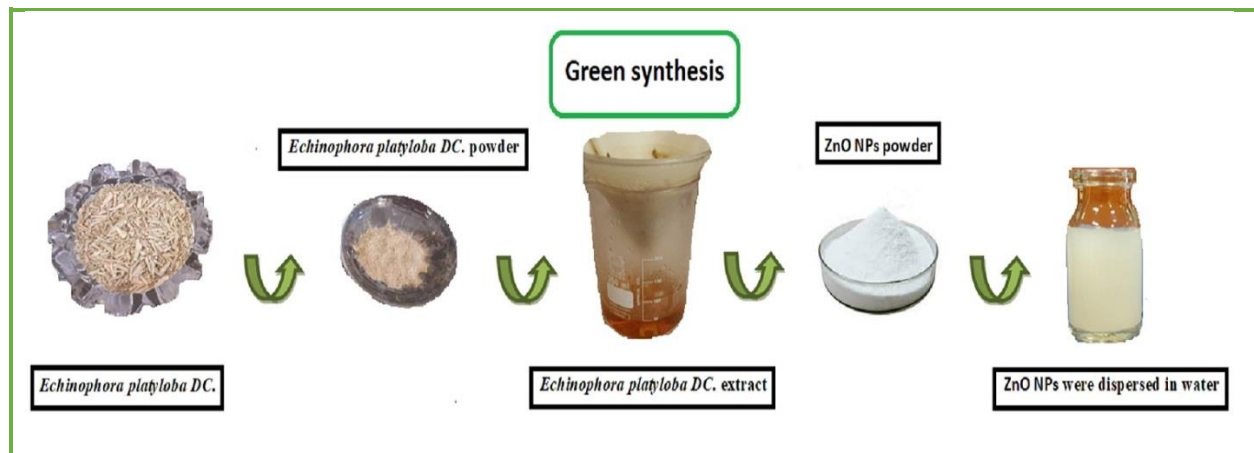 Green synthesis
Echinophora platyloba DC. powder
ZnO NPs powder
Echinophora platyloba DC.
Echinophora platyloba DC. extract
ZnO NPs were dispersed in water